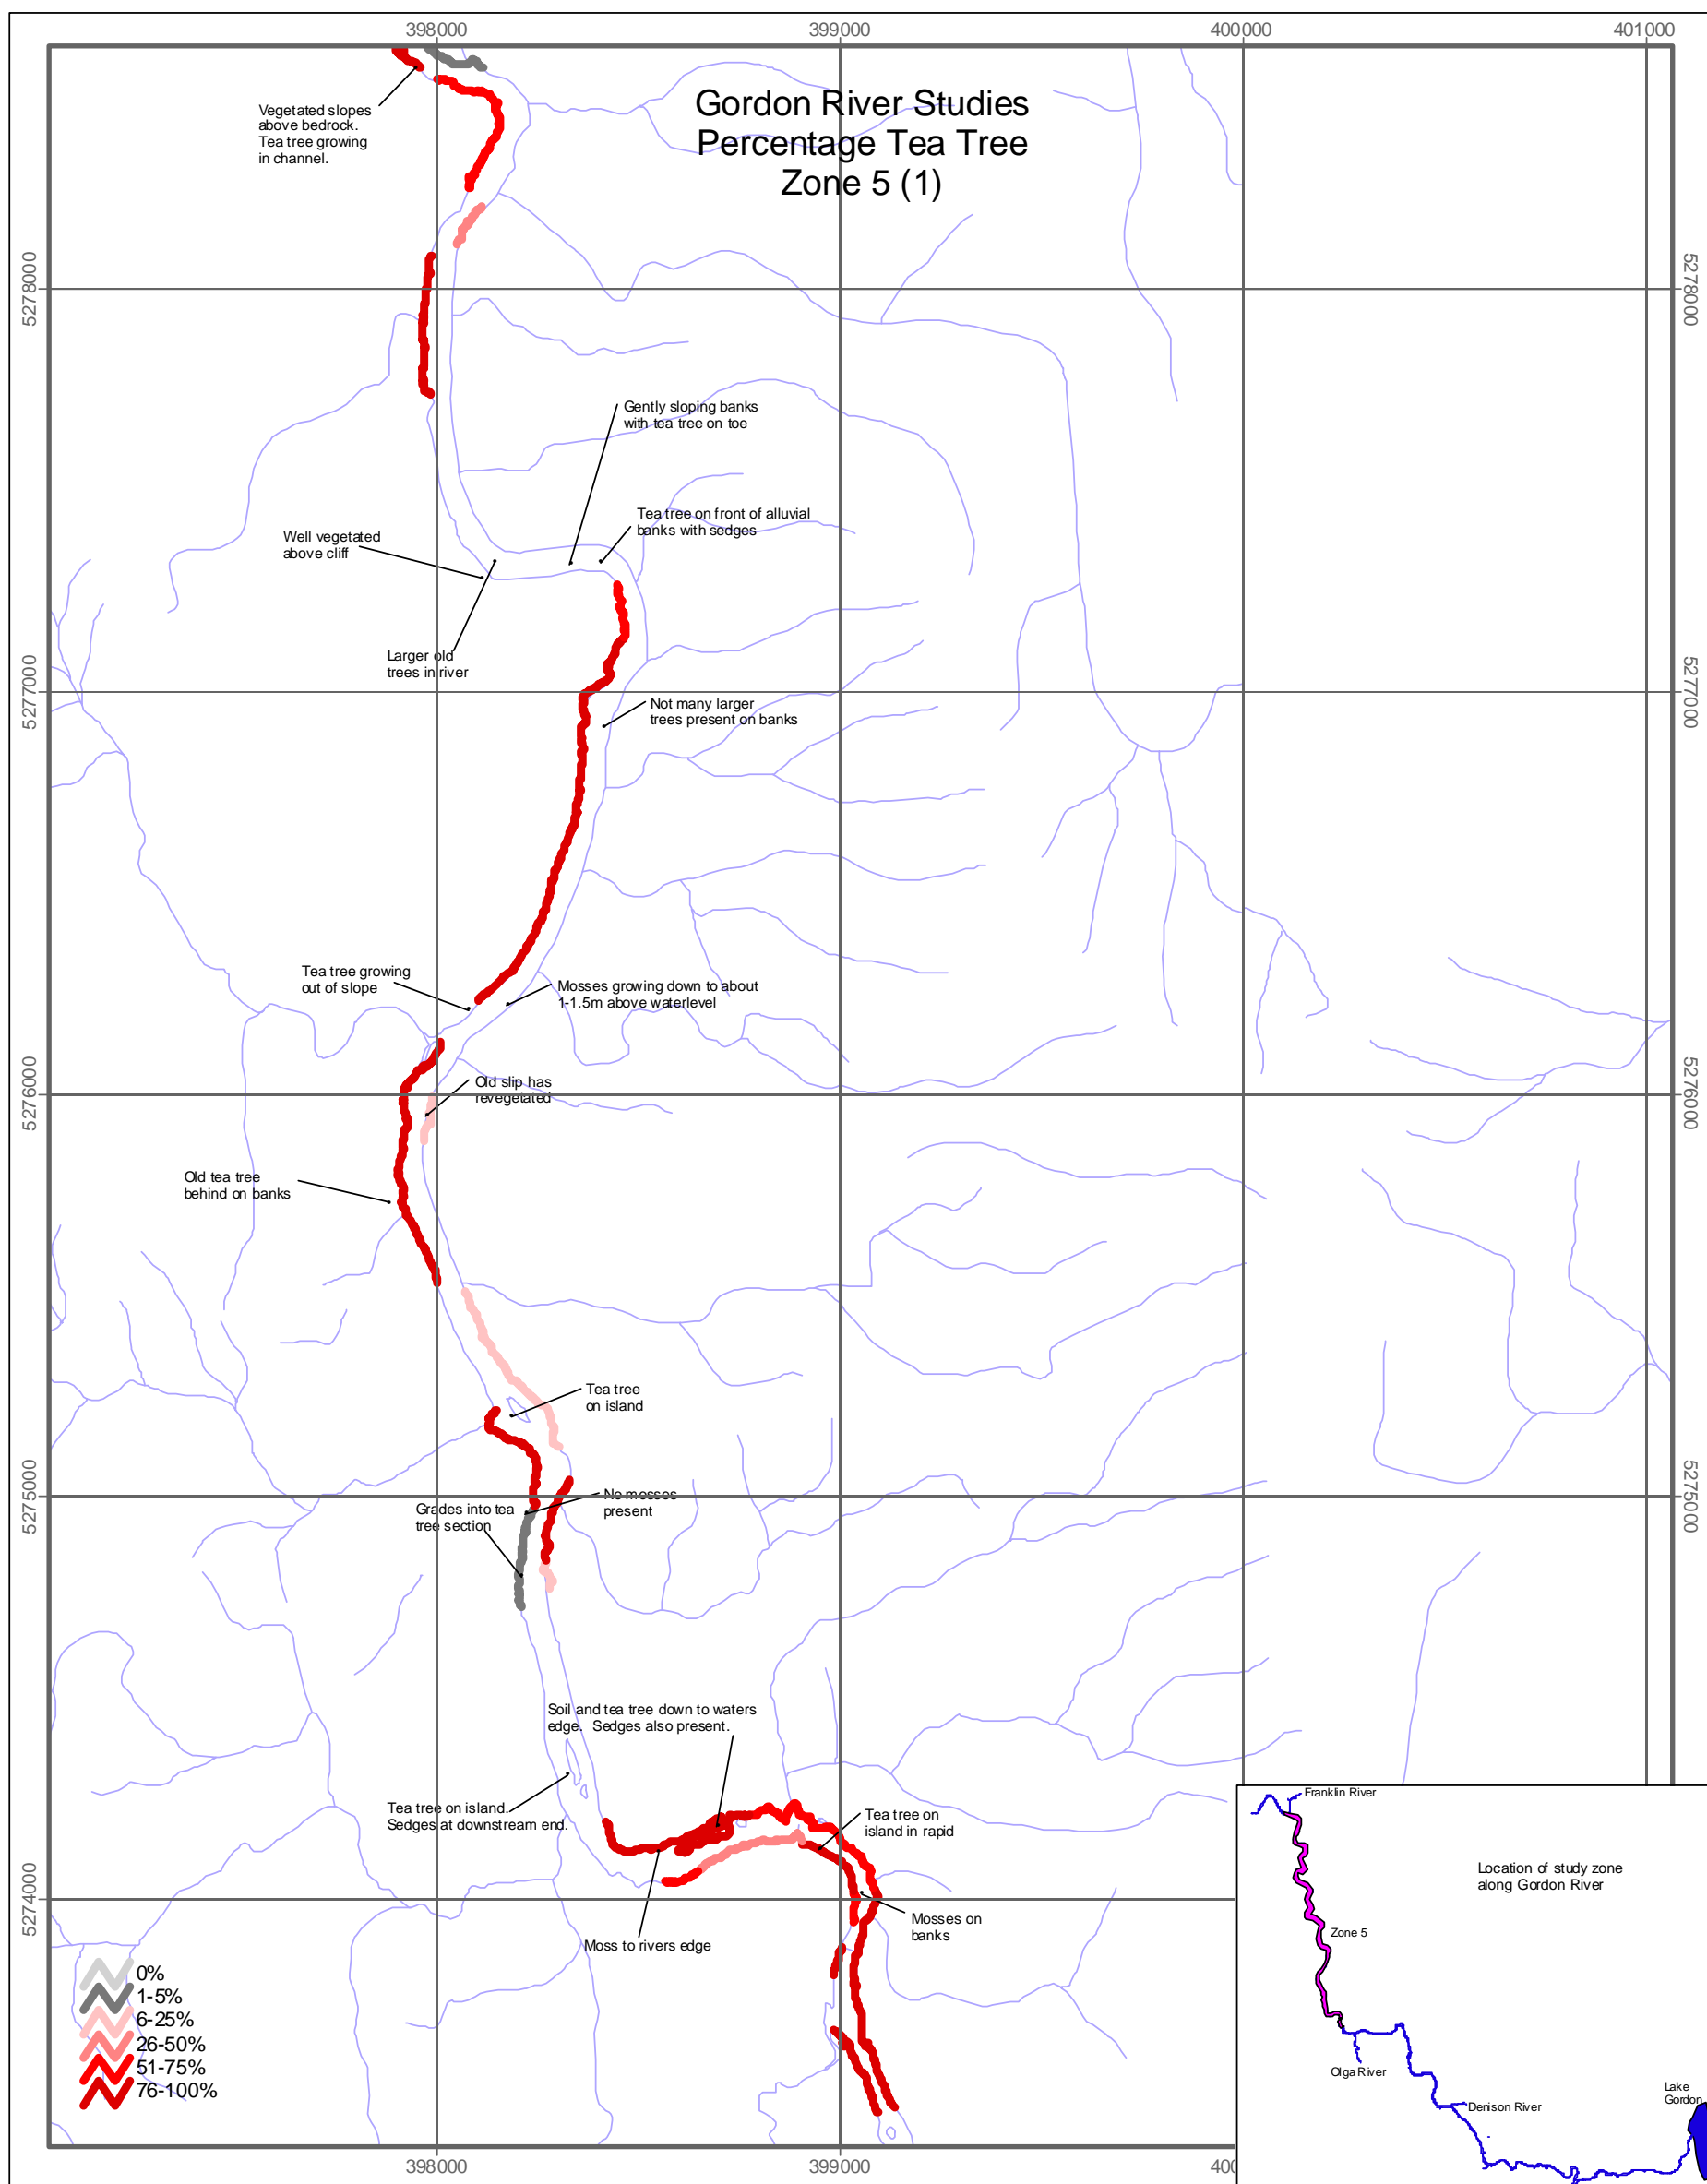 398000
399000
400000
401000
Gordon River Studies
Percentage Tea Tree
Zone 5 (1)
Vegetated slopes
above bedrock.
Tea tree growing
in channel.
5278000
5278000
Gently sloping banks
with tea tree on toe
Tea tree on front of alluvial
banks with sedges
Well vegetated
above cliff
Larger old
trees in river
5277000
5277000
Not many larger
trees present on banks
Tea tree growing
out of slope
Mosses growing down to about
1-1.5m above waterlevel
Old slip has
revegetated
5276000
5276000
Old tea tree
behind on banks
Tea tree
on island
No mosses
present
Grades into tea
tree section
5275000
5275000
Soil and tea tree down to waters
edge. Sedges also present.
Tea tree on island.
Sedges at downstream end.
Tea tree on
island in rapid
Mosses on
banks
Moss to rivers edge
5274000
0%
1-5%
6-25%
26-50%
51-75%
76-100%
Franklin River
Location of study zone
along Gordon River
Zone 5
Olga River
Denison River
Lake
Gordon
398000
399000
400